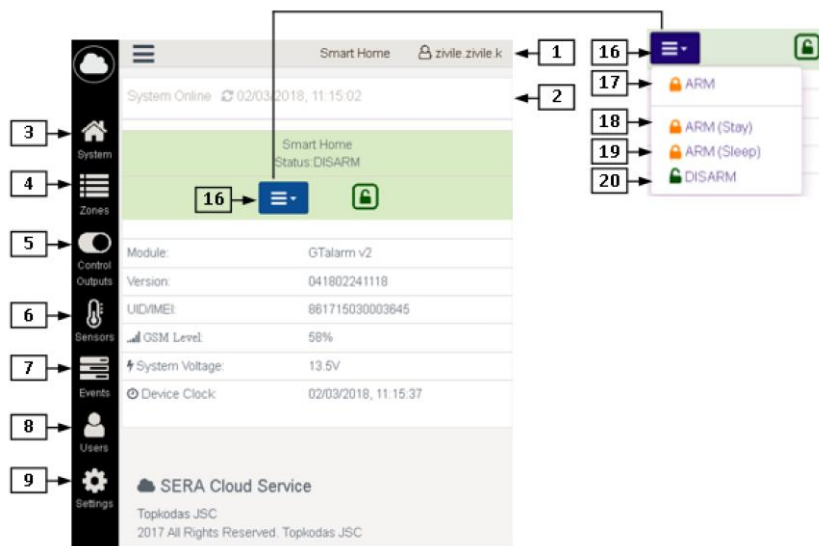 Smart Home zivile.zivile.k
1
2
System Online 02/03/2018, 11:15:02
Smart Home
Status:DISARM
16
3
System
4
Zones
5
Control
Outputs
6
Sensors
7
Events
8
Users
9
Settings
Module: GTalarm v2
Version: 041802241118
UID/IMEI: 861715030003645
GSM Level: 58%
System Voltage: 13.5V
Device Clock: 02/03/2018, 11:15:37
SERA Cloud Service
Topkodas JSC
2017 All Rights Reserved. Topkodas JSC
16
17 ARM
18 ARM (Stay)
19 ARM (Sleep)
20 DISARM